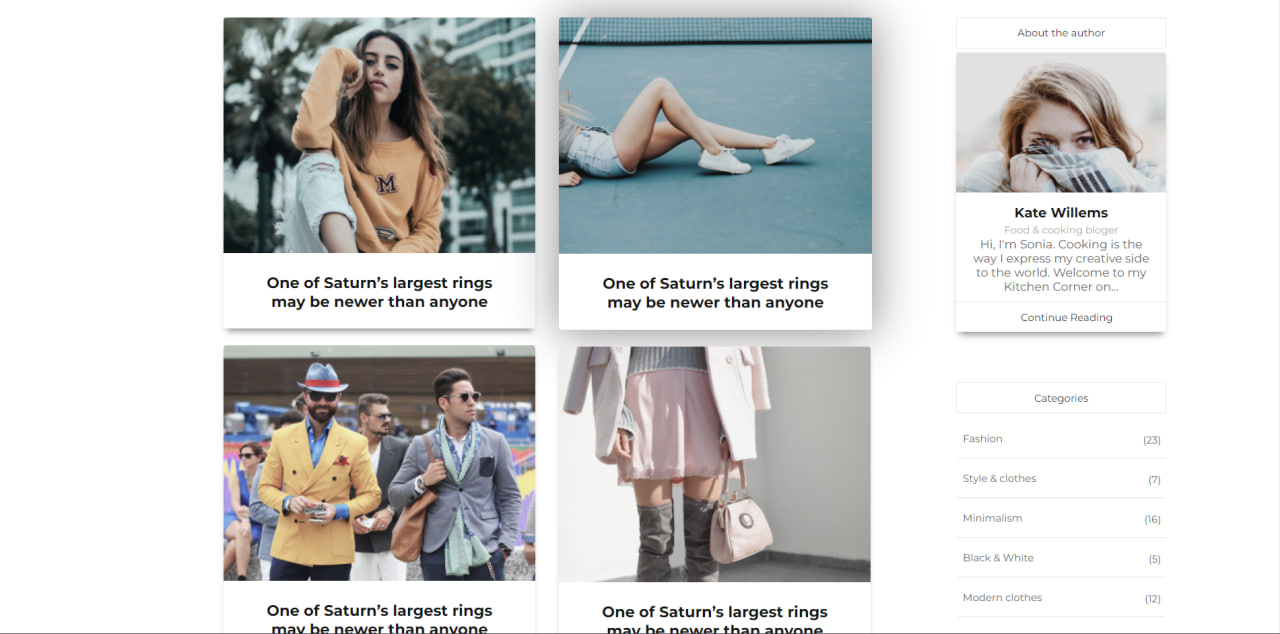 M
One of Saturn’s largest rings
may be newer than anyone
One of Saturn’s largest rings
may be newer than anyone
One of Saturn’s largest rings
may be newer than anyone
One of Saturn’s largest rings
may be newer than anyone
About the author
Kate Willems
Food & cooking bloger
Hi, I’m Sonia. Cooking is the
way I express my creative side
to the world. Welcome to my
Kitchen Corner on...
Continue Reading
Categories
Fashion (23)
Style & clothes (7)
Minimalism (16)
Black & White (5)
Modern clothes (12)